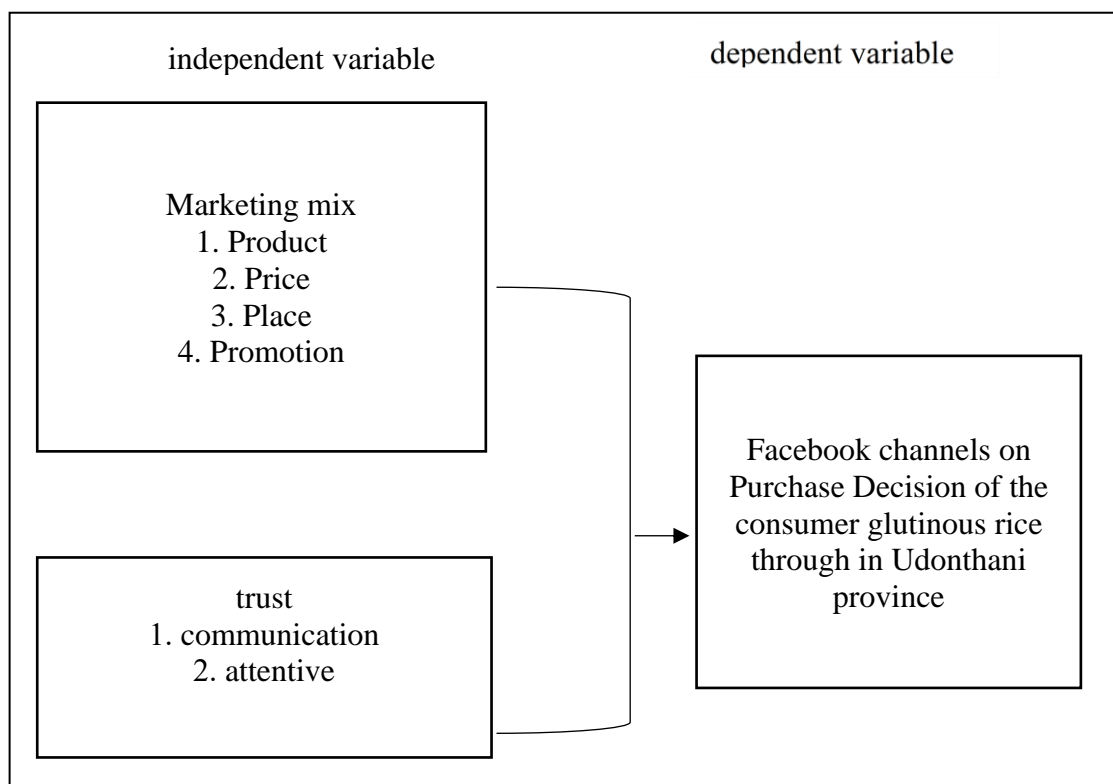 independent variable
dependent variable
Marketing mix
1. Product
2. Price
3. Place
4. Promotion
trust
1. communication
2. attentive
Facebook channels on
Purchase Decision of the
consumer glutinous rice
through in Udonthani
province